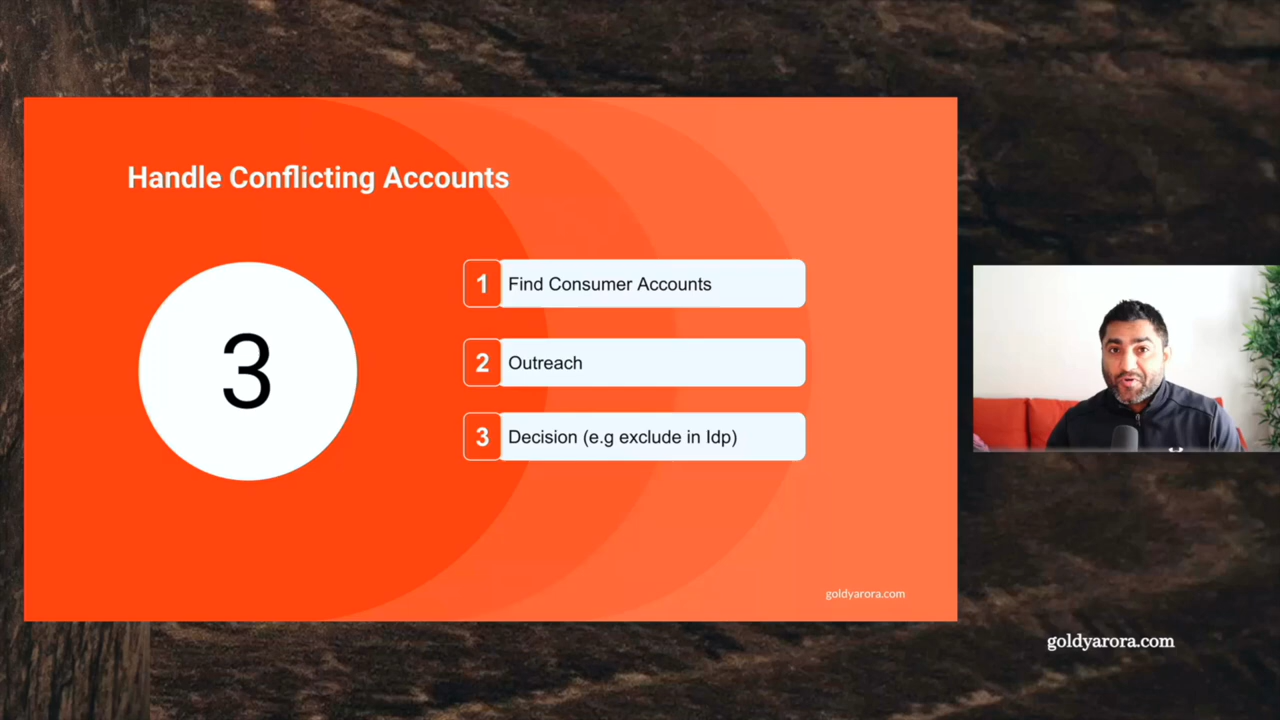 Handle Conflicting Accounts
3
1 Find Consumer Accounts
2 Outreach
3 Decision (e.g exclude in Idp)
goldyarora.com
goldyarora.com